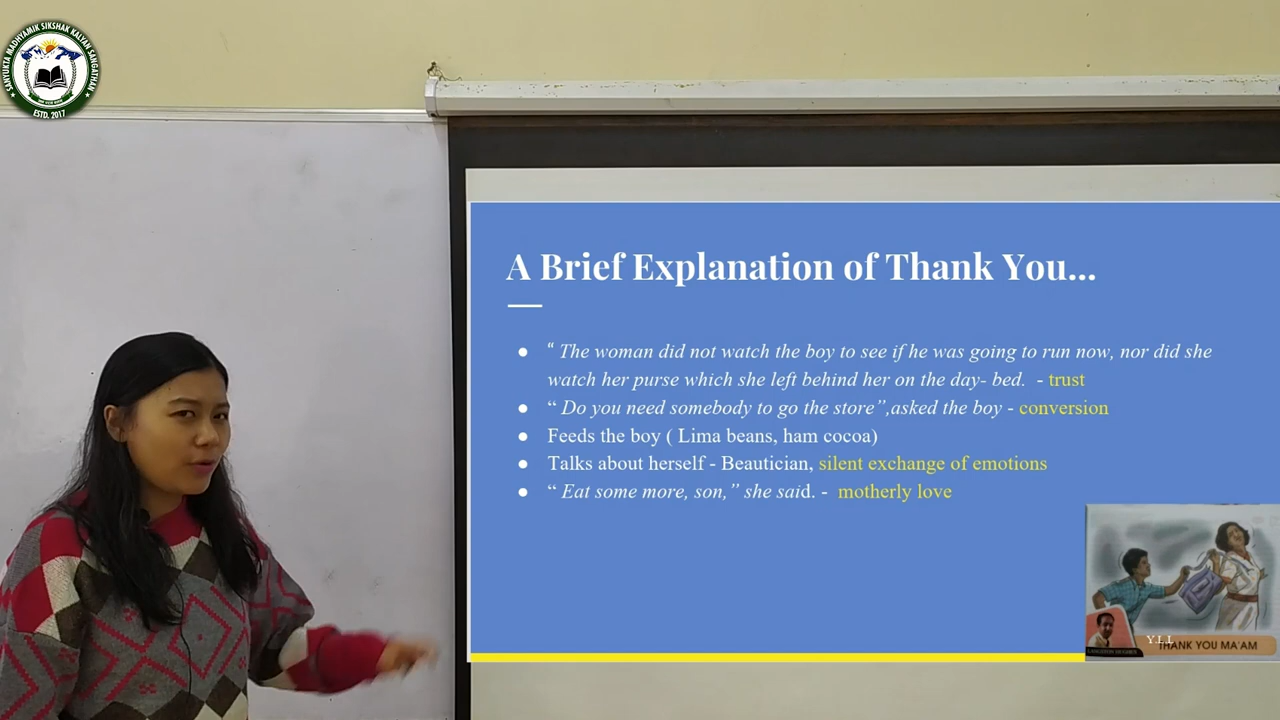 SANYUKTA MADHYAMIK SIKSHAK KALYAN SANGATHAN
ESTD. 2017
A Brief Explanation of Thank You...
● “ The woman did not watch the boy to see if he was going to run now, nor did she
watch her purse which she left behind her on the day- bed. - trust
● “ Do you need somebody to go the store”,asked the boy - conversion
● Feeds the boy ( Lima beans, ham cocoa)
● Talks about herself - Beautician, silent exchange of emotions
● “ Eat some more, son,” she said. - motherly love
Y.L.L
THANK YOU MA'AM
LANGSTON HUGHES